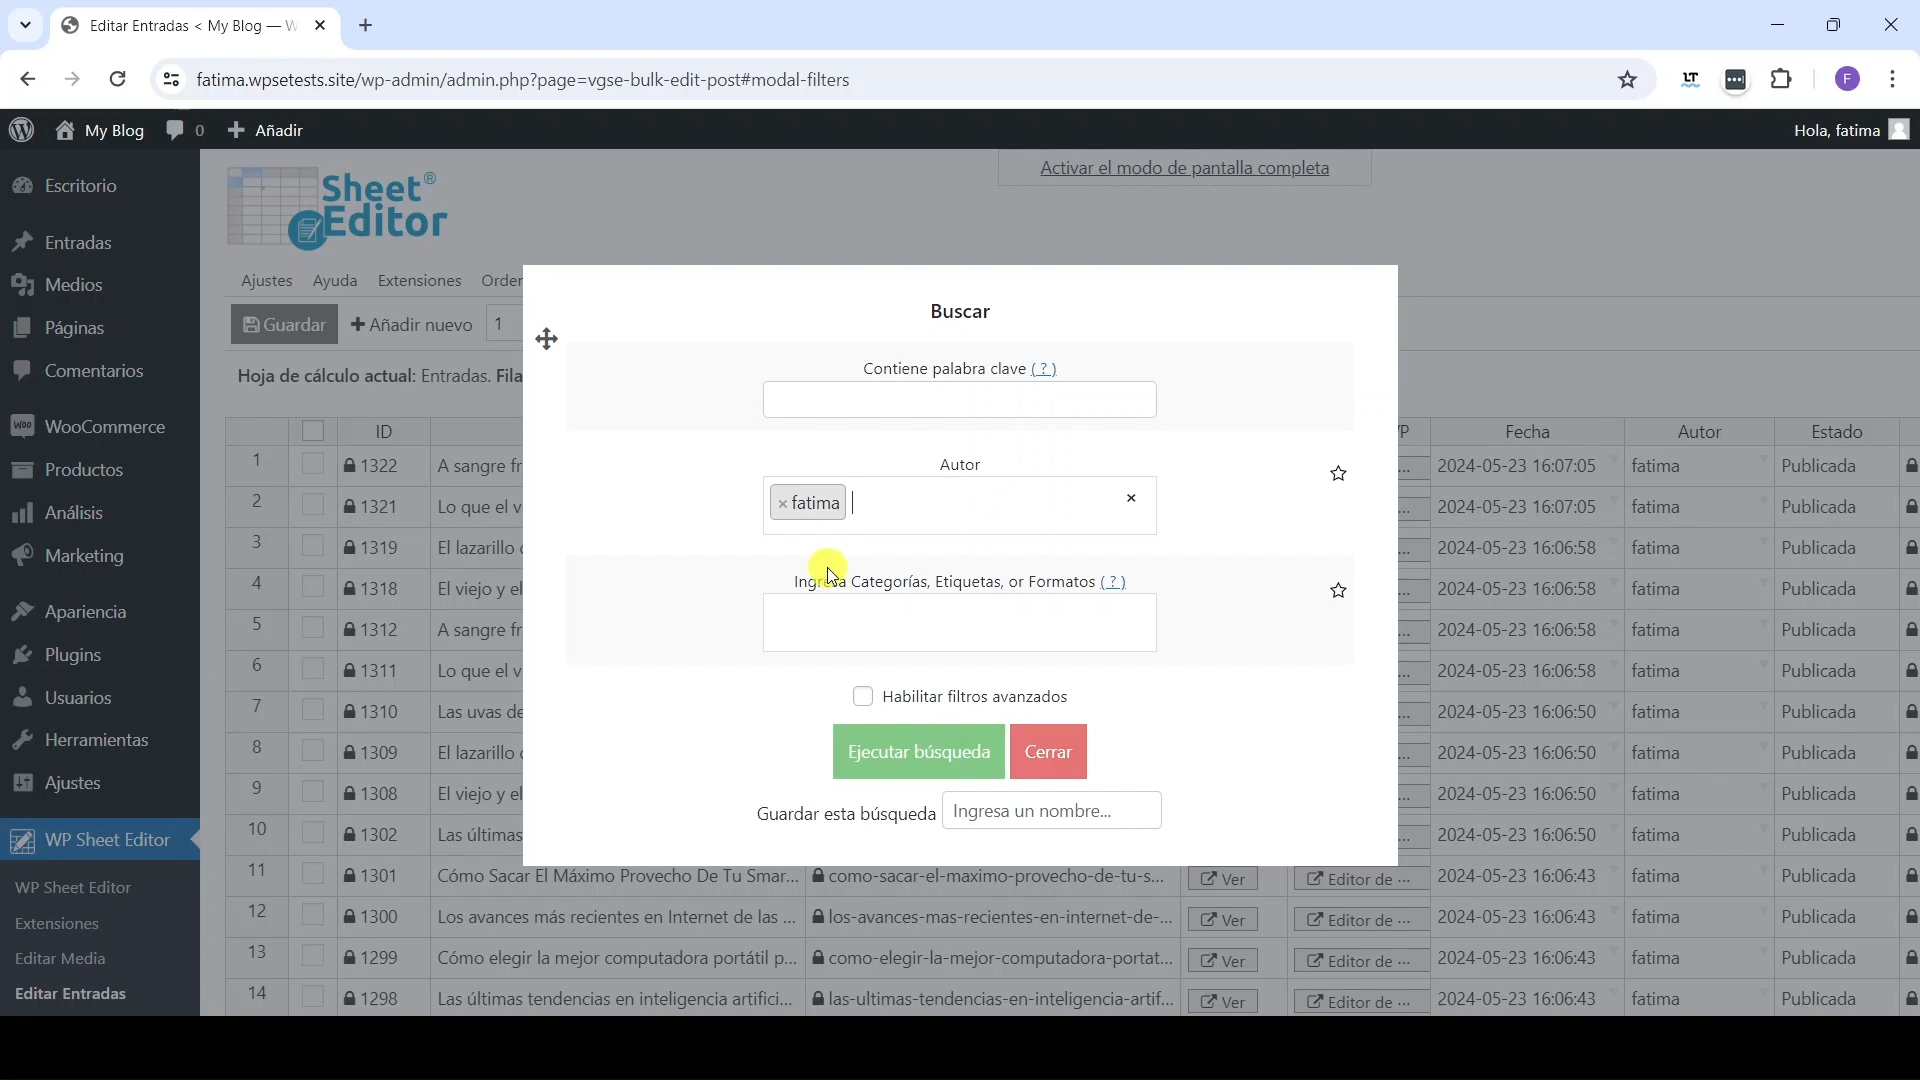 Editar Entradas < My Blog — W
fatima.wpsetests.site/wp-admin/admin.php?page=vgse-bulk-edit-post#modal-filters
LT
F
My Blog
0
Añadir
Hola, fatima
Escritorio
Entradas
Medios
Páginas
Comentarios
WOO
WooCommerce
Productos
Análisis
Marketing
Apariencia
Plugins
Usuarios
Herramientas
Ajustes
WP Sheet Editor
WP Sheet Editor
Extensiones
Editar Media
Editar Entradas
Sheet®
Editor
Activar el modo de pantalla completa
Ajustes Ayuda Extensiones Orden
Guardar
Añadir nuevo
1
Hoja de cálculo actual: Entradas. Fila
Buscar
Contiene palabra clave ( ? )
Autor
× fatima
×
Ingresa Categorías, Etiquetas, or Formatos ( ? )
Habilitar filtros avanzados
Ejecutar búsqueda
Cerrar
Guardar esta búsqueda
Ingresa un nombre...
ID /P Fecha Autor Estado
1 1322 A sangre fr ... 2024-05-23 16:07:05 fatima Publicada
2 1321 Lo que el v ... 2024-05-23 16:07:05 fatima Publicada
3 1319 El lazarillo ... 2024-05-23 16:06:58 fatima Publicada
4 1318 El viejo y el ... 2024-05-23 16:06:58 fatima Publicada
5 1312 A sangre fr ... 2024-05-23 16:06:58 fatima Publicada
6 1311 Lo que el v ... 2024-05-23 16:06:58 fatima Publicada
7 1310 Las uvas de ... 2024-05-23 16:06:50 fatima Publicada
8 1309 El lazarillo ... 2024-05-23 16:06:50 fatima Publicada
9 1308 El viejo y el ... 2024-05-23 16:06:50 fatima Publicada
10 1302 Las últimas ... 2024-05-23 16:06:50 fatima Publicada
11 1301 Cómo Sacar El Máximo Provecho De Tu Smar... como-sacar-el-maximo-provecho-de-tu-s... Ver Editor de ... 2024-05-23 16:06:43 fatima Publicada
12 1300 Los avances más recientes en Internet de las ... los-avances-mas-recientes-en-internet-de-... Ver Editor de ... 2024-05-23 16:06:43 fatima Publicada
13 1299 Cómo elegir la mejor computadora portátil p... como-elegir-la-mejor-computadora-portat... Ver Editor de ... 2024-05-23 16:06:43 fatima Publicada
14 1298 Las últimas tendencias en inteligencia artifici... las-ultimas-tendencias-en-inteligencia-artif... Ver Editor de ... 2024-05-23 16:06:43 fatima Publicada